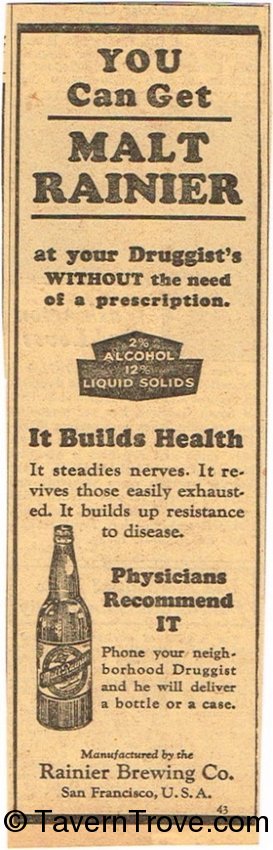 YOU
Can Get
MALT
RAINIER
at your Druggist's
WITHOUT the need
of a prescription.
2%
ALCOHOL
12%
LIQUID SOLIDS
It Builds Health
It steadies nerves. It re-
vives those easily exhaust-
ed. It builds up resistance
to disease.
Physicians
Recommend
IT
Phone your neigh-
borhood Druggist
and he will deliver
a bottle or a case.
Malt Rainier
Manufactured by the
Rainier Brewing Co.
San Francisco, U.S.A.
43
© TavernTrove.com